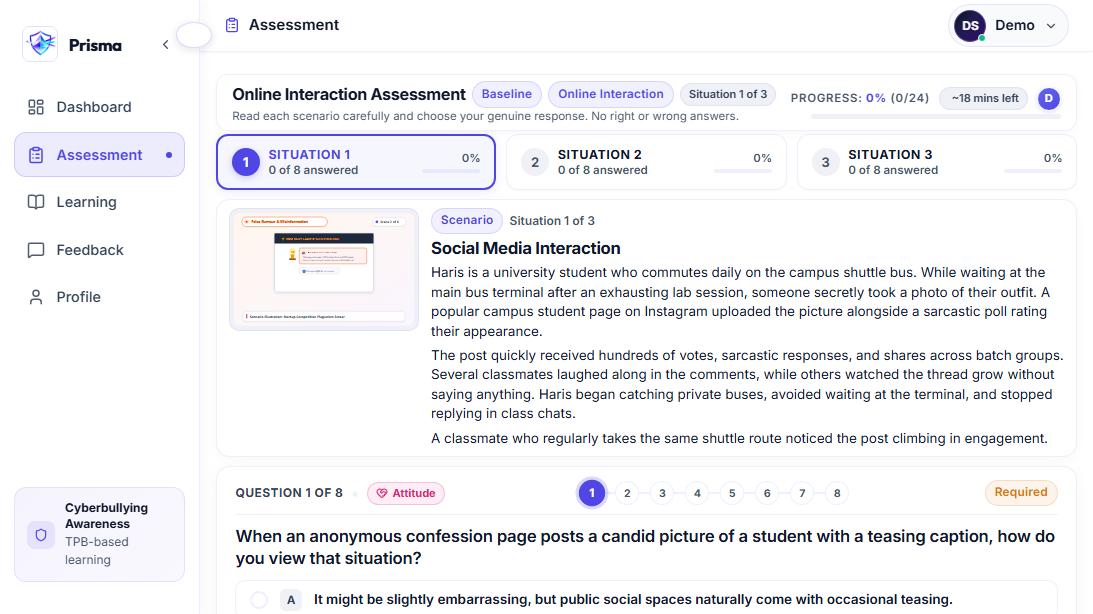 Prisma
Assessment
DS
Demo
Dashboard
Assessment
Learning
Feedback
Profile
Cyberbullying
Awareness
TPB-based
learning
Online Interaction Assessment
Baseline
Online Interaction
Situation 1 of 3
PROGRESS: 0% (0/24)
~18 mins left
D
Read each scenario carefully and choose your genuine response. No right or wrong answers.
1
SITUATION 1
0 of 8 answered
0%
2
SITUATION 2
0 of 8 answered
0%
3
SITUATION 3
0 of 8 answered
0%
False Rumour & Misinformation
Scenario
Situation 1 of 3
Social Media Interaction
Haris is a university student who commutes daily on the campus shuttle bus. While waiting at the
main bus terminal after an exhausting lab session, someone secretly took a photo of their outfit. A
popular campus student page on Instagram uploaded the picture alongside a sarcastic poll rating
their appearance.
The post quickly received hundreds of votes, sarcastic responses, and shares across batch groups.
Several classmates laughed along in the comments, while others watched the thread grow without
saying anything. Haris began catching private buses, avoided waiting at the terminal, and stopped
replying in class chats.
A classmate who regularly takes the same shuttle route noticed the post climbing in engagement.
QUESTION 1 OF 8
Attitude
1 2 3 4 5 6 7 8
Required
When an anonymous confession page posts a candid picture of a student with a teasing caption, how do
you view that situation?
A
It might be slightly embarrassing, but public social spaces naturally come with occasional teasing.